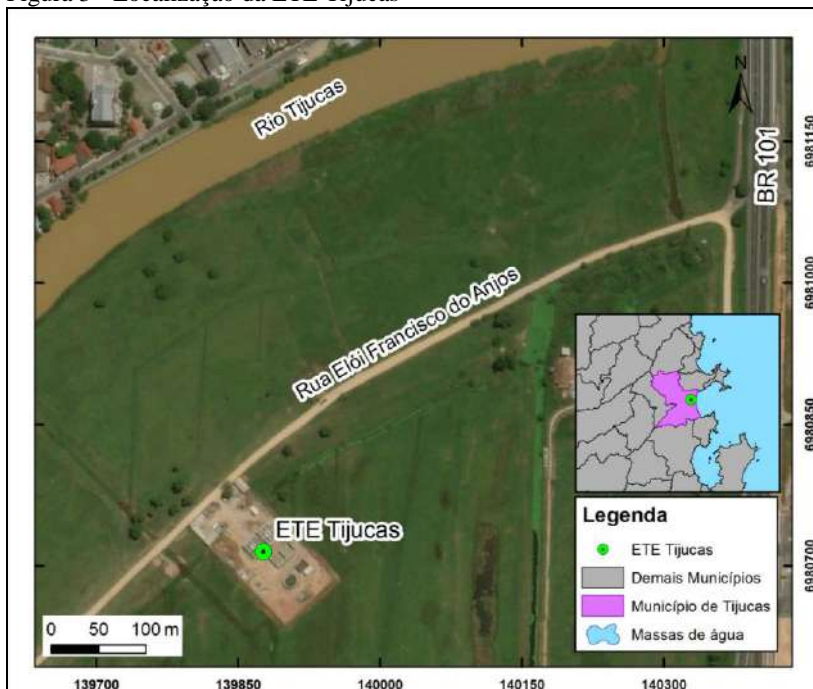 Figura 3 - Localização da ETE Tijucas
Rio Tijucas
N
BR 101
6981150
6981000
Rua Elói Francisco do Anjos
6980850
ETE Tijucas
6980700
Legenda
ETE Tijucas
Demais Municípios
Município de Tijucas
Massas de água
0 50 100 m
139700 139850 140000 140150 140300